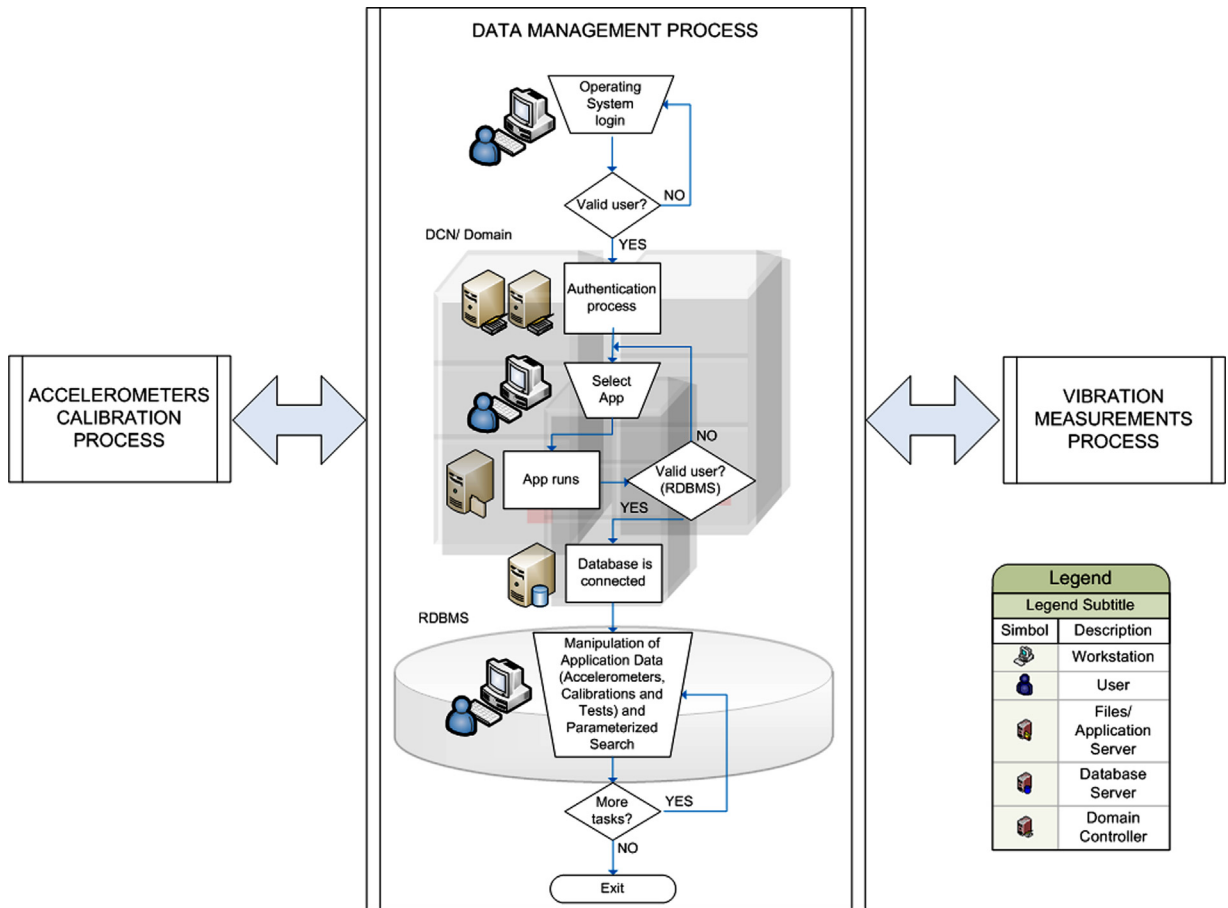 DATA MANAGEMENT PROCESS
Operating
System
login
Valid user?
NO
YES
DCN/ Domain
Authentication
process
Select
App
NO
App runs
Valid user?
(RDBMS)
YES
Database is
connected
RDBMS
Manipulation of
Application Data
(Accelerometers,
Calibrations and
Tests) and
Parameterized
Search
More
tasks?
YES
NO
Exit
ACCELEROMETERS
CALIBRATION
PROCESS
VIBRATION
MEASUREMENTS
PROCESS
Legend
Legend Subtitle
Simbol Description
Workstation
User
Files/
Application
Server
Database
Server
Domain
Controller